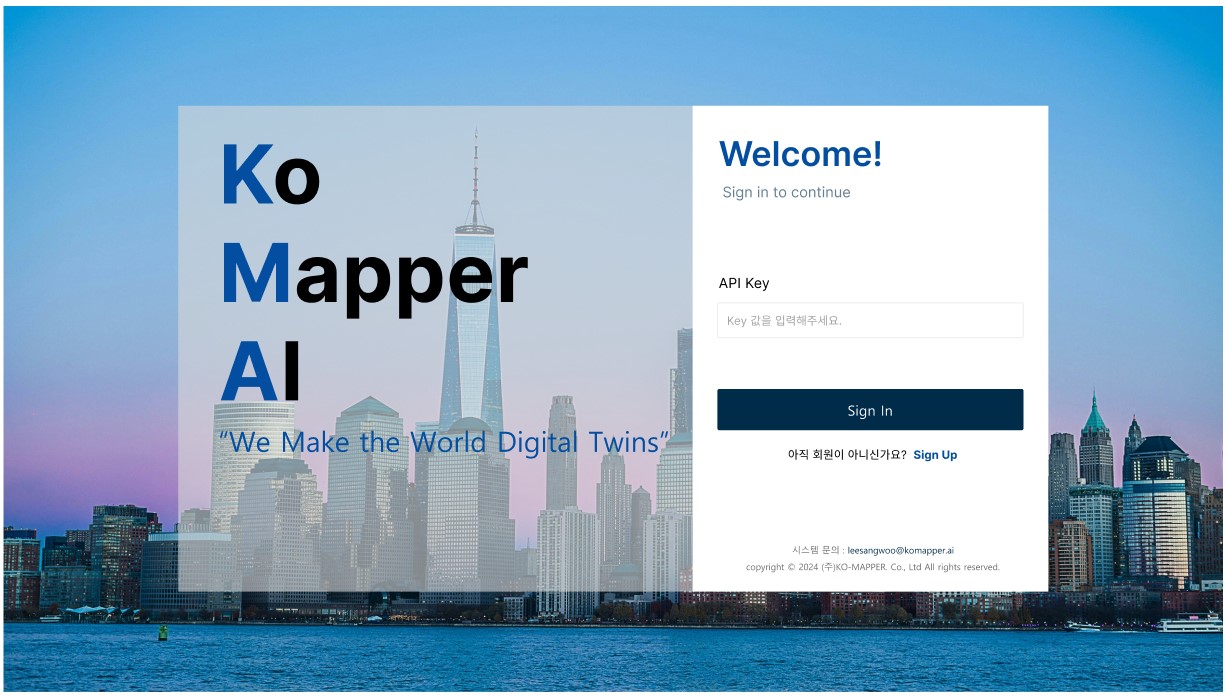 Ko
Mapper
AI
“We Make the World Digital Twins”
Welcome!
Sign in to continue
API Key
Key 값을 입력해주세요.
Sign In
아직 회원이 아니신가요? Sign Up
시스템 문의 : leesangwoo@komapper.ai
copyright © 2024 (주)KO-MAPPER. Co., Ltd All rights reserved.